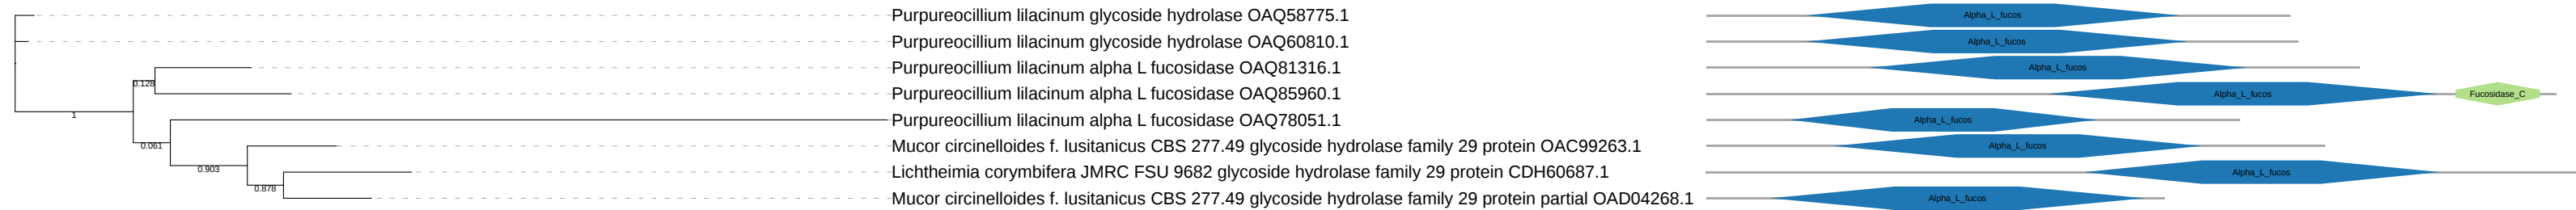 Purpureocillium lilacinum glycoside hydrolase OAQ58775.1 Alpha_L_fucos
Purpureocillium lilacinum glycoside hydrolase OAQ60810.1 Alpha_L_fucos
Purpureocillium lilacinum alpha L fucosidase OAQ81316.1 Alpha_L_fucos
0.128
Purpureocillium lilacinum alpha L fucosidase OAQ85960.1 Alpha_L_fucos Fucosidase_C
1
Purpureocillium lilacinum alpha L fucosidase OAQ78051.1 Alpha_L_fucos
0.061 Mucor circinelloides f. lusitanicus CBS 277.49 glycoside hydrolase family 29 protein OAC99263.1 Alpha_L_fucos
0.903 Lichtheimia corymbifera JMRC FSU 9682 glycoside hydrolase family 29 protein CDH60687.1 Alpha_L_fucos
0.878
Mucor circinelloides f. lusitanicus CBS 277.49 glycoside hydrolase family 29 protein partial OAD04268.1 Alpha_L_fucos